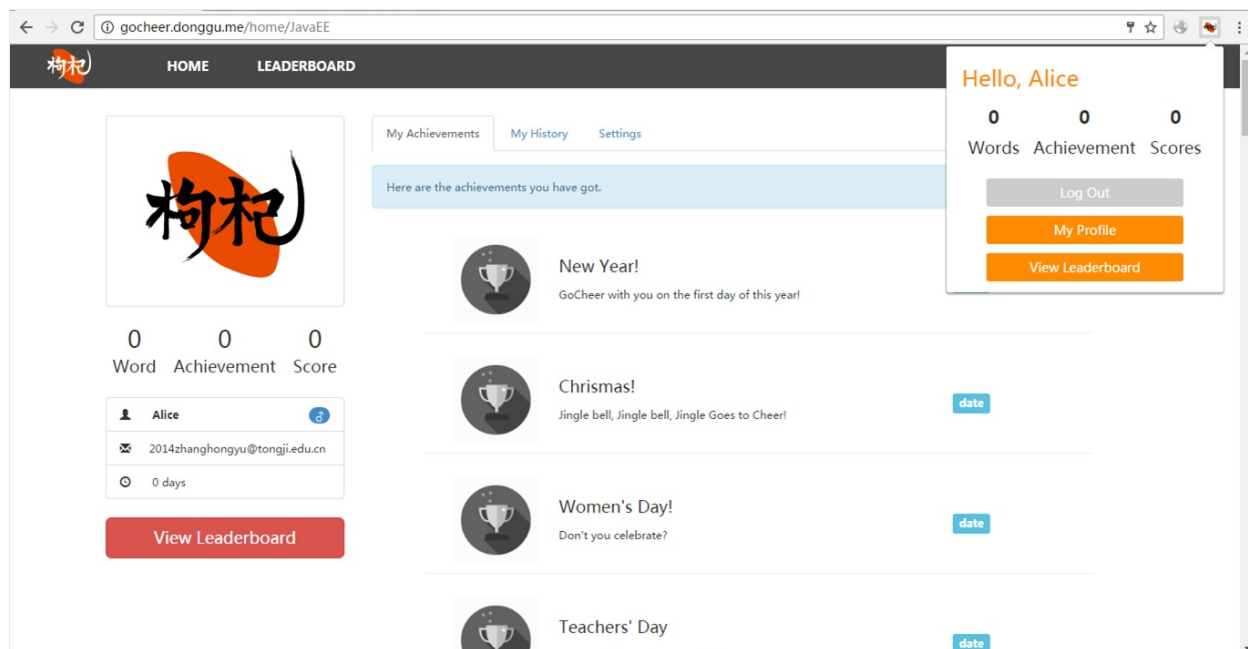 gocheer.donggu.me/home/JavaEE
枸杞
HOME
LEADERBOARD
枸杞
0 0 0
Word Achievement Score
Alice
2014zhanghongyu@tongji.edu.cn
0 days
View Leaderboard
My Achievements My History Settings
Here are the achievements you have got.
New Year!
GoCheer with you on the first day of this year!
Chrismas!
Jingle bell, Jingle bell, Jingle Goes to Cheer!
date
Women's Day!
Don't you celebrate?
date
Teachers' Day
date
Hello, Alice
0 0 0
Words Achievement Scores
Log Out
My Profile
View Leaderboard